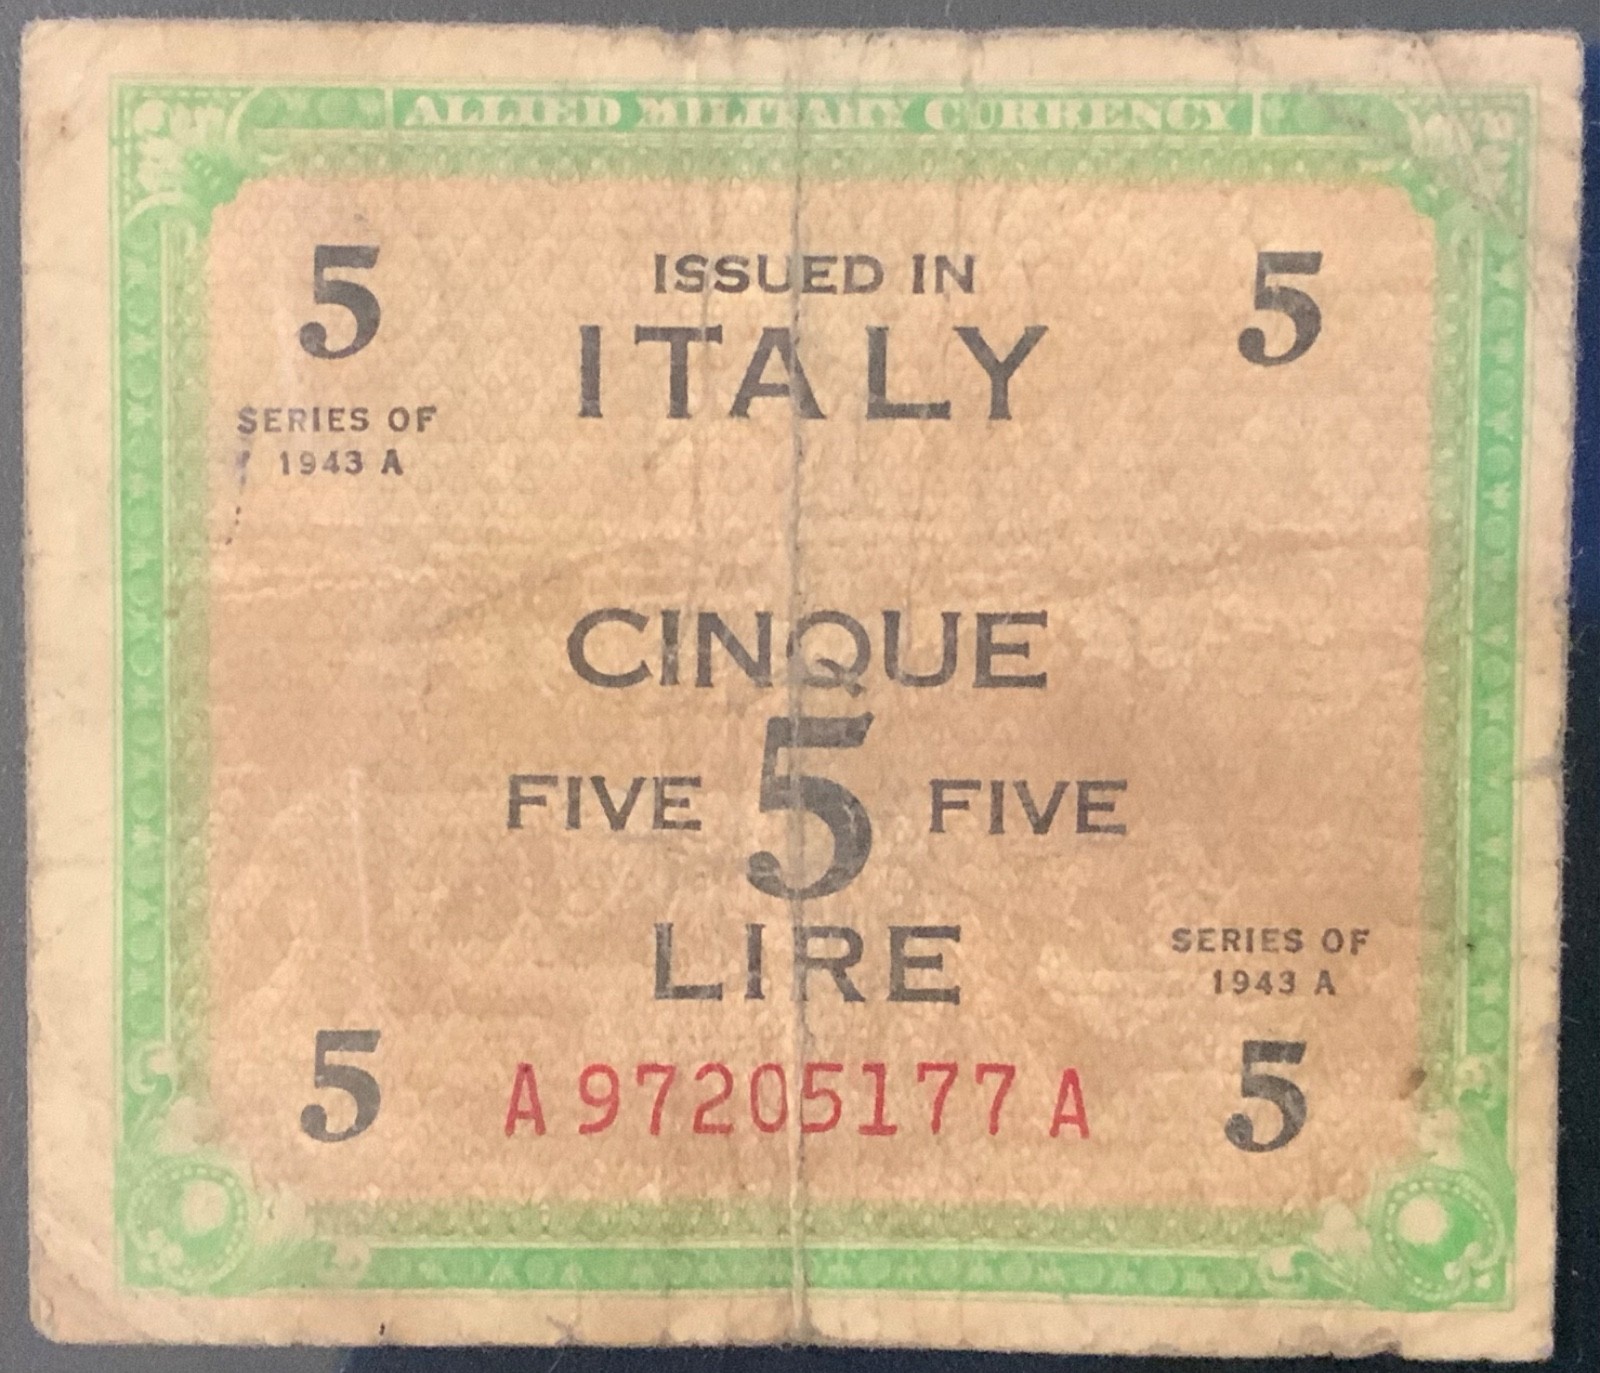 ALLIED MILITARY CURRENCY
5 ISSUED IN 5
ITALY
SERIES OF
1943 A
CINQUE
FIVE 5 FIVE
LIRE
SERIES OF
1943 A
5 A 97205177 A 5